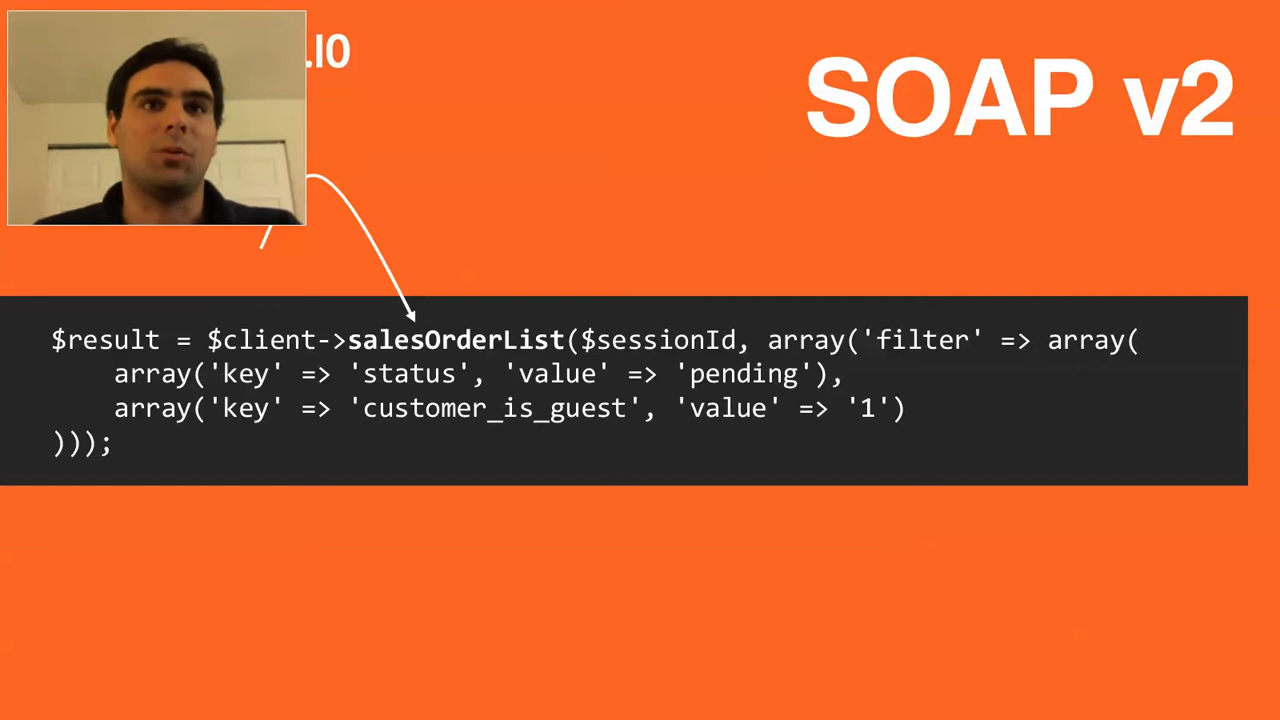 .IO
SOAP v2
$result = $client->salesOrderList($sessionId, array('filter' => array(
    array('key' => 'status', 'value' => 'pending'),
    array('key' => 'customer_is_guest', 'value' => '1')
)));